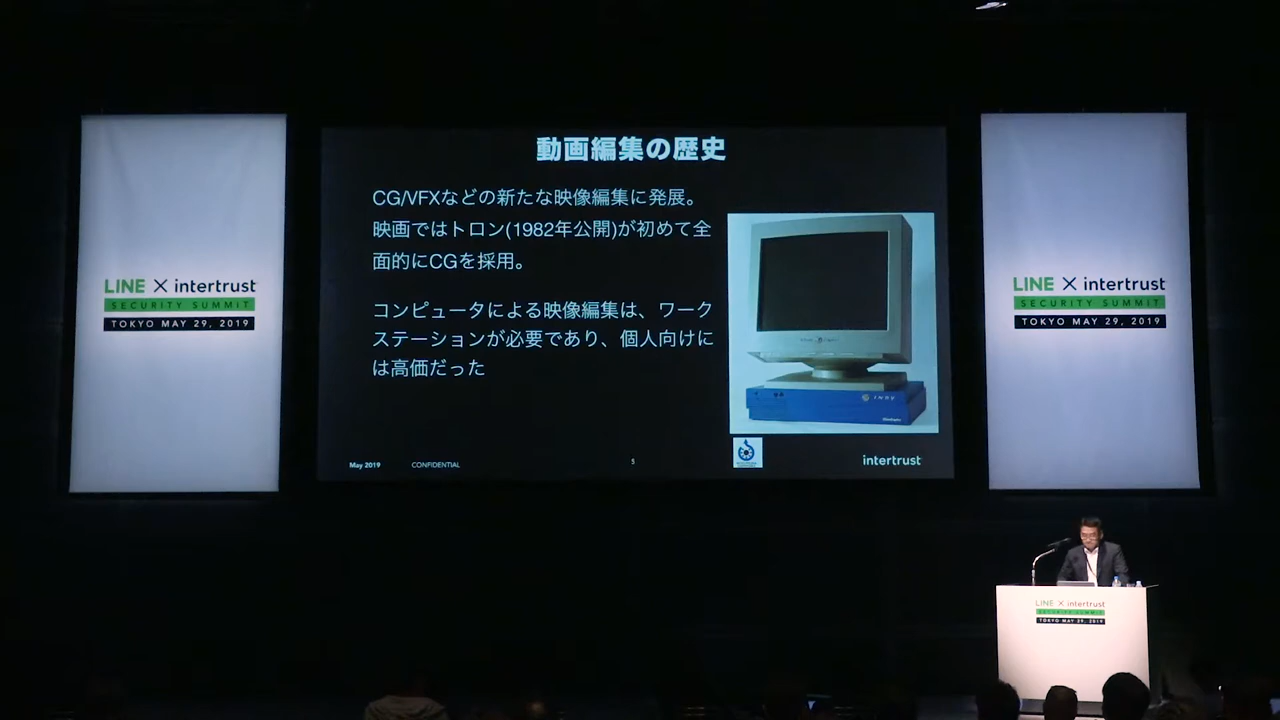 動画編集の歴史
CG/VFXなどの新たな映像編集に発展。
映画ではトロン(1982年公開)が初めて全
面的にCGを採用。
コンピュータによる映像編集は、ワーク
ステーションが必要であり、個人向けに
は高価だった
INDY
May 2019
CONFIDENTIAL
5
intertrust
LINE × intertrust
SECURITY SUMMiT
TOKYO MAY 29, 2019
LINE × intertrust
SECURITY SUMMiT
TOKYO MAY 29, 2019
LINE × intertrust
SECURITY SUMMiT
TOKYO MAY 29, 2019